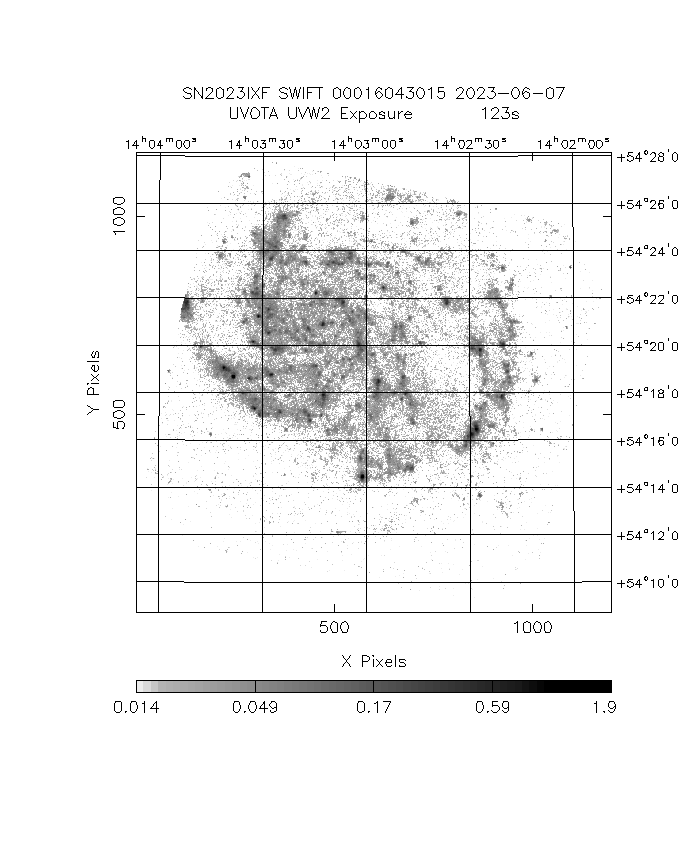 SN2023IXF SWIFT 00016043015 2023-06-07
UVOTA UVW2 Exposure 123s
14ʰ04ᵐ00ˢ 14ʰ03ᵐ30ˢ 14ʰ03ᵐ00ˢ 14ʰ02ᵐ30ˢ 14ʰ02ᵐ00ˢ
+54°28'0
+54°26'0
+54°24'0
+54°22'0
+54°20'0
+54°18'0
+54°16'0
+54°14'0
+54°12'0
+54°10'0
1000
500
Y Pixels
500 1000
X Pixels
0.014 0.049 0.17 0.59 1.9